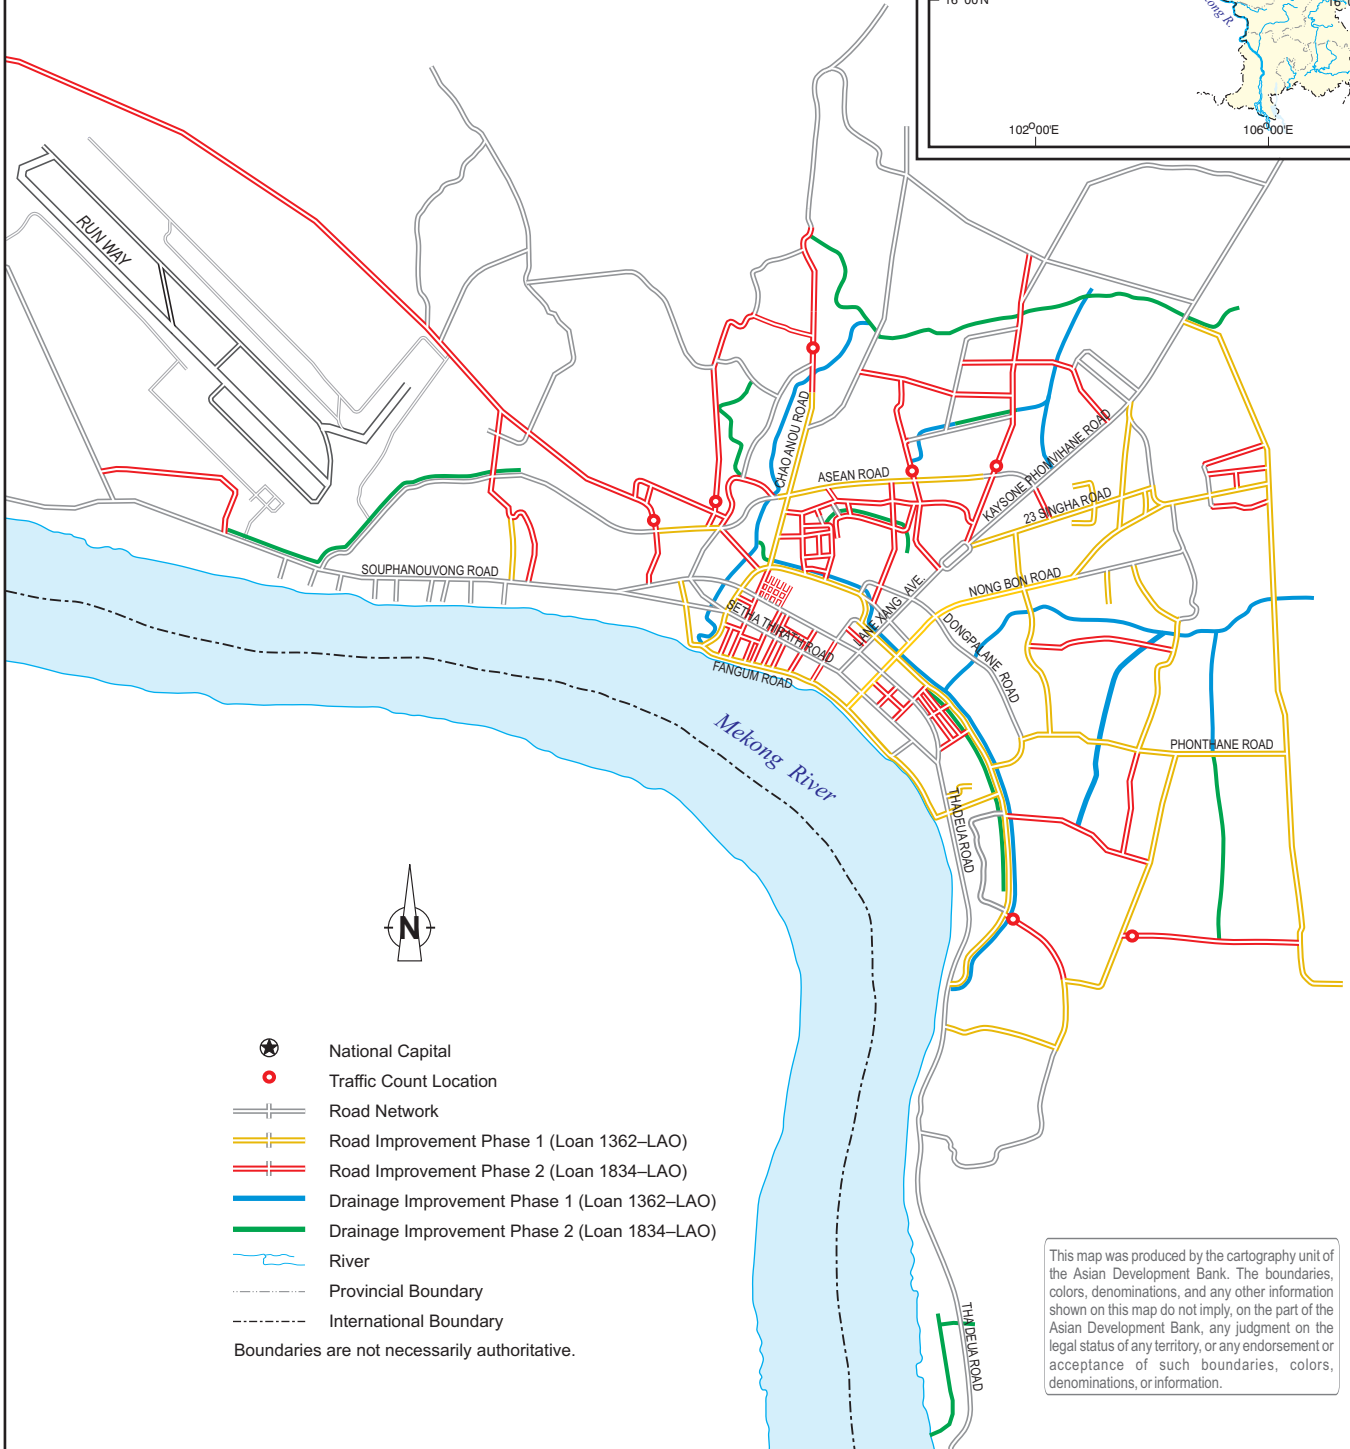 16°00'N
ong R.
102°00'E
106°00'E
RUN WAY
CHAO ANOU ROAD
ASEAN ROAD
KAYSONE PHOMVIHANE ROAD
23 SINGHA ROAD
SOUPHANOUVONG ROAD
NONG BON ROAD
LANE XANG AVE.
SETHA THIRATH ROAD
DONGPALANE ROAD
FANGUM ROAD
PHONTHANE ROAD
Mekong River
THADEUA ROAD
N
National Capital
Traffic Count Location
Road Network
Road Improvement Phase 1 (Loan 1362–LAO)
Road Improvement Phase 2 (Loan 1834–LAO)
Drainage Improvement Phase 1 (Loan 1362–LAO)
Drainage Improvement Phase 2 (Loan 1834–LAO)
River
Provincial Boundary
International Boundary
Boundaries are not necessarily authoritative.
THADEUA ROAD
This map was produced by the cartography unit of
the Asian Development Bank. The boundaries,
colors, denominations, and any other information
shown on this map do not imply, on the part of the
Asian Development Bank, any judgment on the
legal status of any territory, or any endorsement or
acceptance of such boundaries, colors,
denominations, or information.